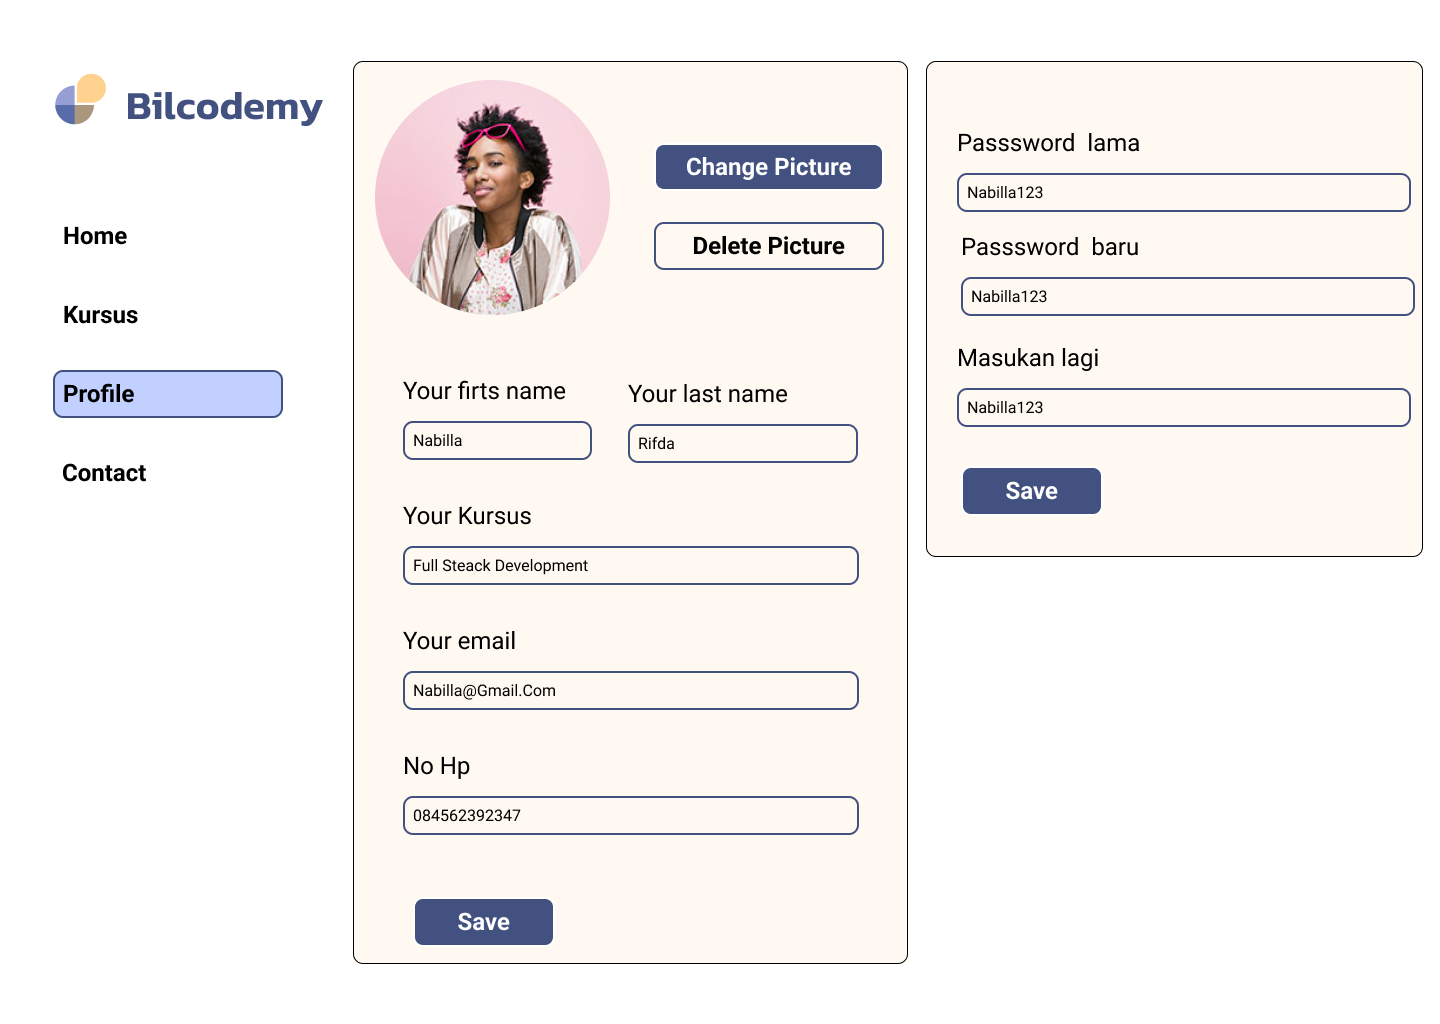 Bilcodemy
Home
Kursus
Profile
Contact
Change Picture
Delete Picture
Your firts name
Nabilla
Your last name
Rifda
Your Kursus
Full Steack Development
Your email
Nabilla@Gmail.Com
No Hp
084562392347
Save
Passsword lama
Nabilla123
Passsword baru
Nabilla123
Masukan lagi
Nabilla123
Save